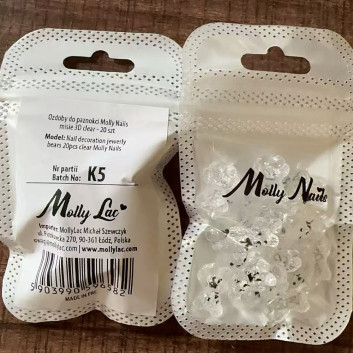 Ozdoby do paznokci Molly Nails
misie 3D clear - 20 szt
Model: Nail decoration jewerly
bears 20pcs clear Molly Nails
Nr partii
Batch No: K5
Molly Lac
MollyLac Michał Szewczyk
270, 90-361 Łódź, Polska
| www.mollylac.com
MADE IN PRC
Molly Nails